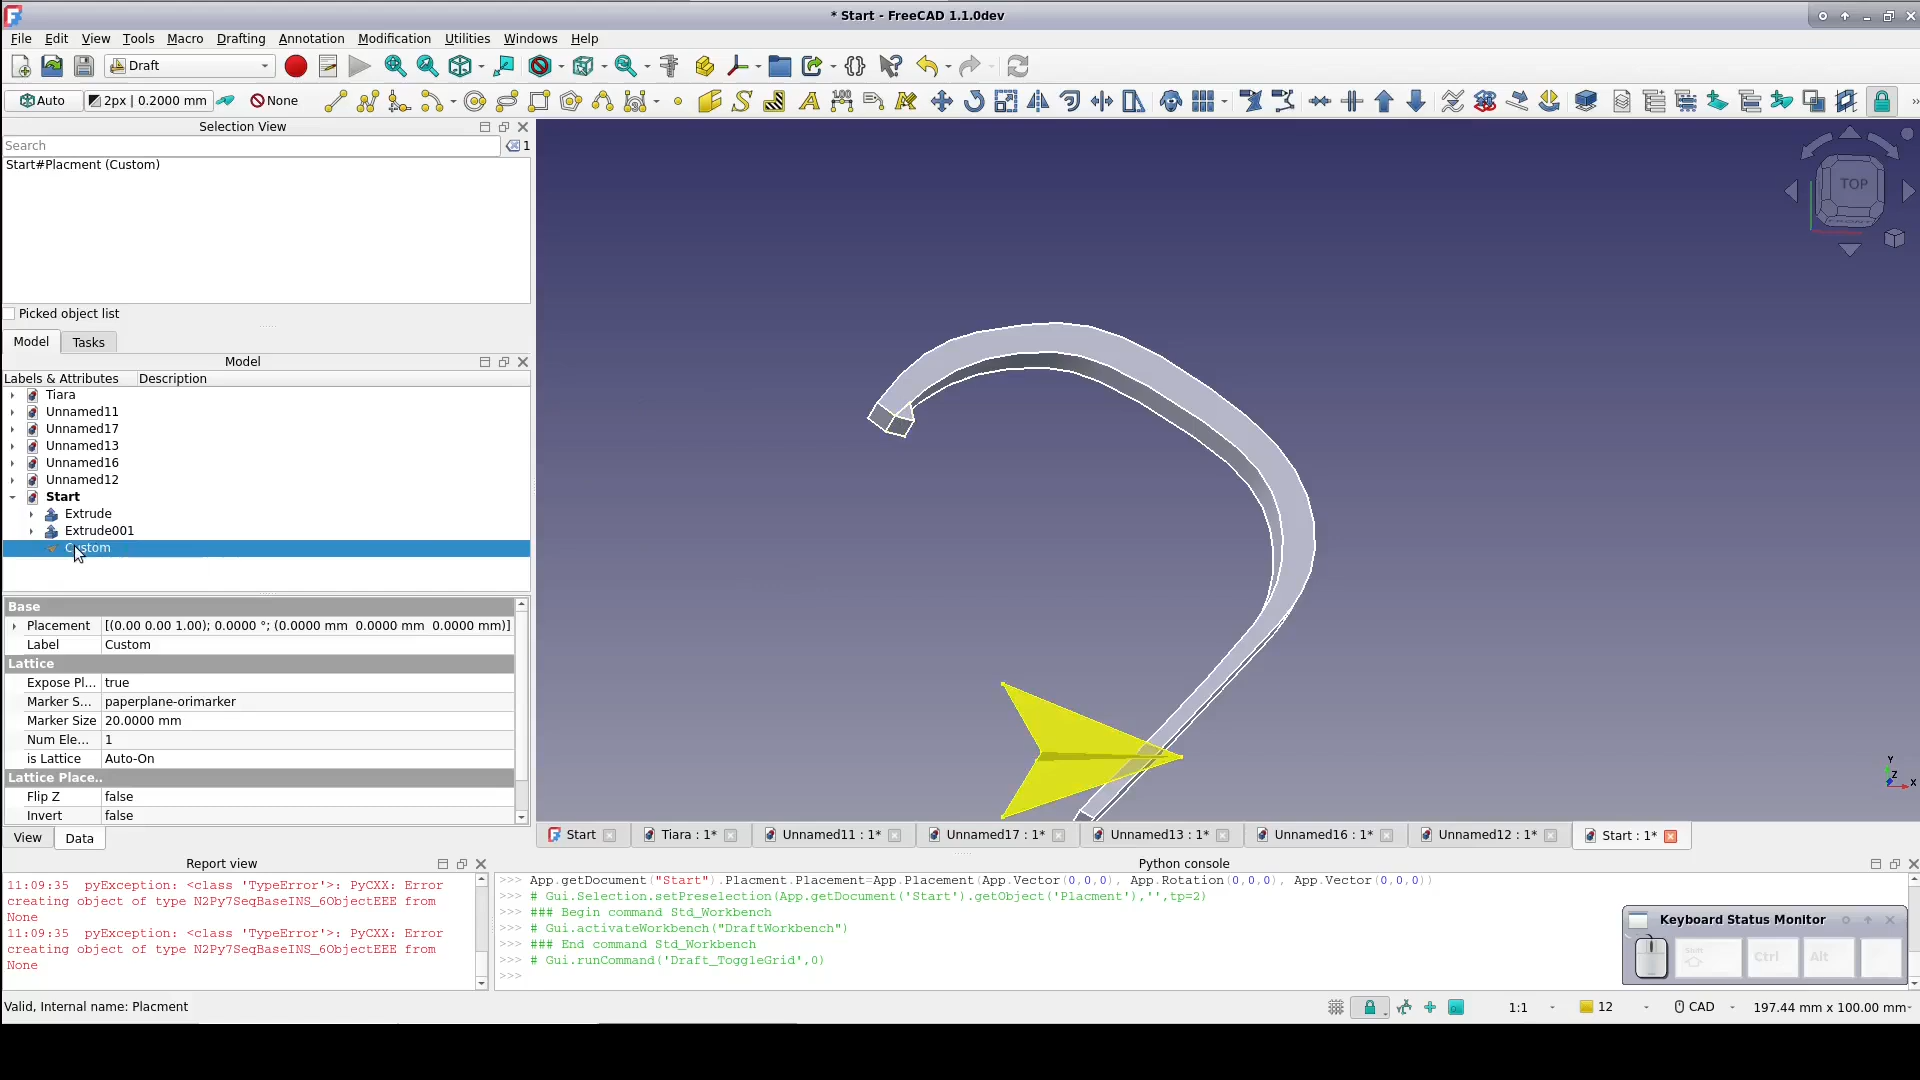 * Start - FreeCAD 1.1.0dev
File Edit View Tools Macro Drafting Annotation Modification Utilities Windows Help
Draft
Auto 2px | 0.2000 mm None
Selection View
Search 1
Start#Placment (Custom)
Picked object list
Model Tasks
Model
Labels & Attributes Description
Tiara
Unnamed11
Unnamed17
Unnamed13
Unnamed16
Unnamed12
Start
Extrude
Extrude001
Custom
Base
Placement [(0.00 0.00 1.00); 0.0000 °; (0.0000 mm 0.0000 mm 0.0000 mm)]
Label Custom
Lattice
Expose Pl... true
Marker S... paperplane-orimarker
Marker Size 20.0000 mm
Num Ele... 1
is Lattice Auto-On
Lattice Place..
Flip Z false
Invert false
View Data
TOP
Y
Z
X
Start Tiara : 1* Unnamed11 : 1* Unnamed17 : 1* Unnamed13 : 1* Unnamed16 : 1* Unnamed12 : 1* Start : 1*
Report view
11:09:35 pyException: <class 'TypeError'>: PyCXX: Error
creating object of type N2Py7SeqBaseINS_6ObjectEEE from
None
11:09:35 pyException: <class 'TypeError'>: PyCXX: Error
creating object of type N2Py7SeqBaseINS_6ObjectEEE from
None
Python console
>>> App.getDocument("Start").Placment.Placement=App.Placement(App.Vector(0,0,0), App.Rotation(0,0,0), App.Vector(0,0,0))
>>> # Gui.Selection.setPreselection(App.getDocument('Start').getObject('Placment'),'',tp=2)
>>> ### Begin command Std_Workbench
>>> # Gui.activateWorkbench("DraftWorkbench")
>>> ### End command Std_Workbench
>>> # Gui.runCommand('Draft_ToggleGrid',0)
>>>
Keyboard Status Monitor
Shift Ctrl Alt
Valid, Internal name: Placment
1:1 12 CAD 197.44 mm x 100.00 mm